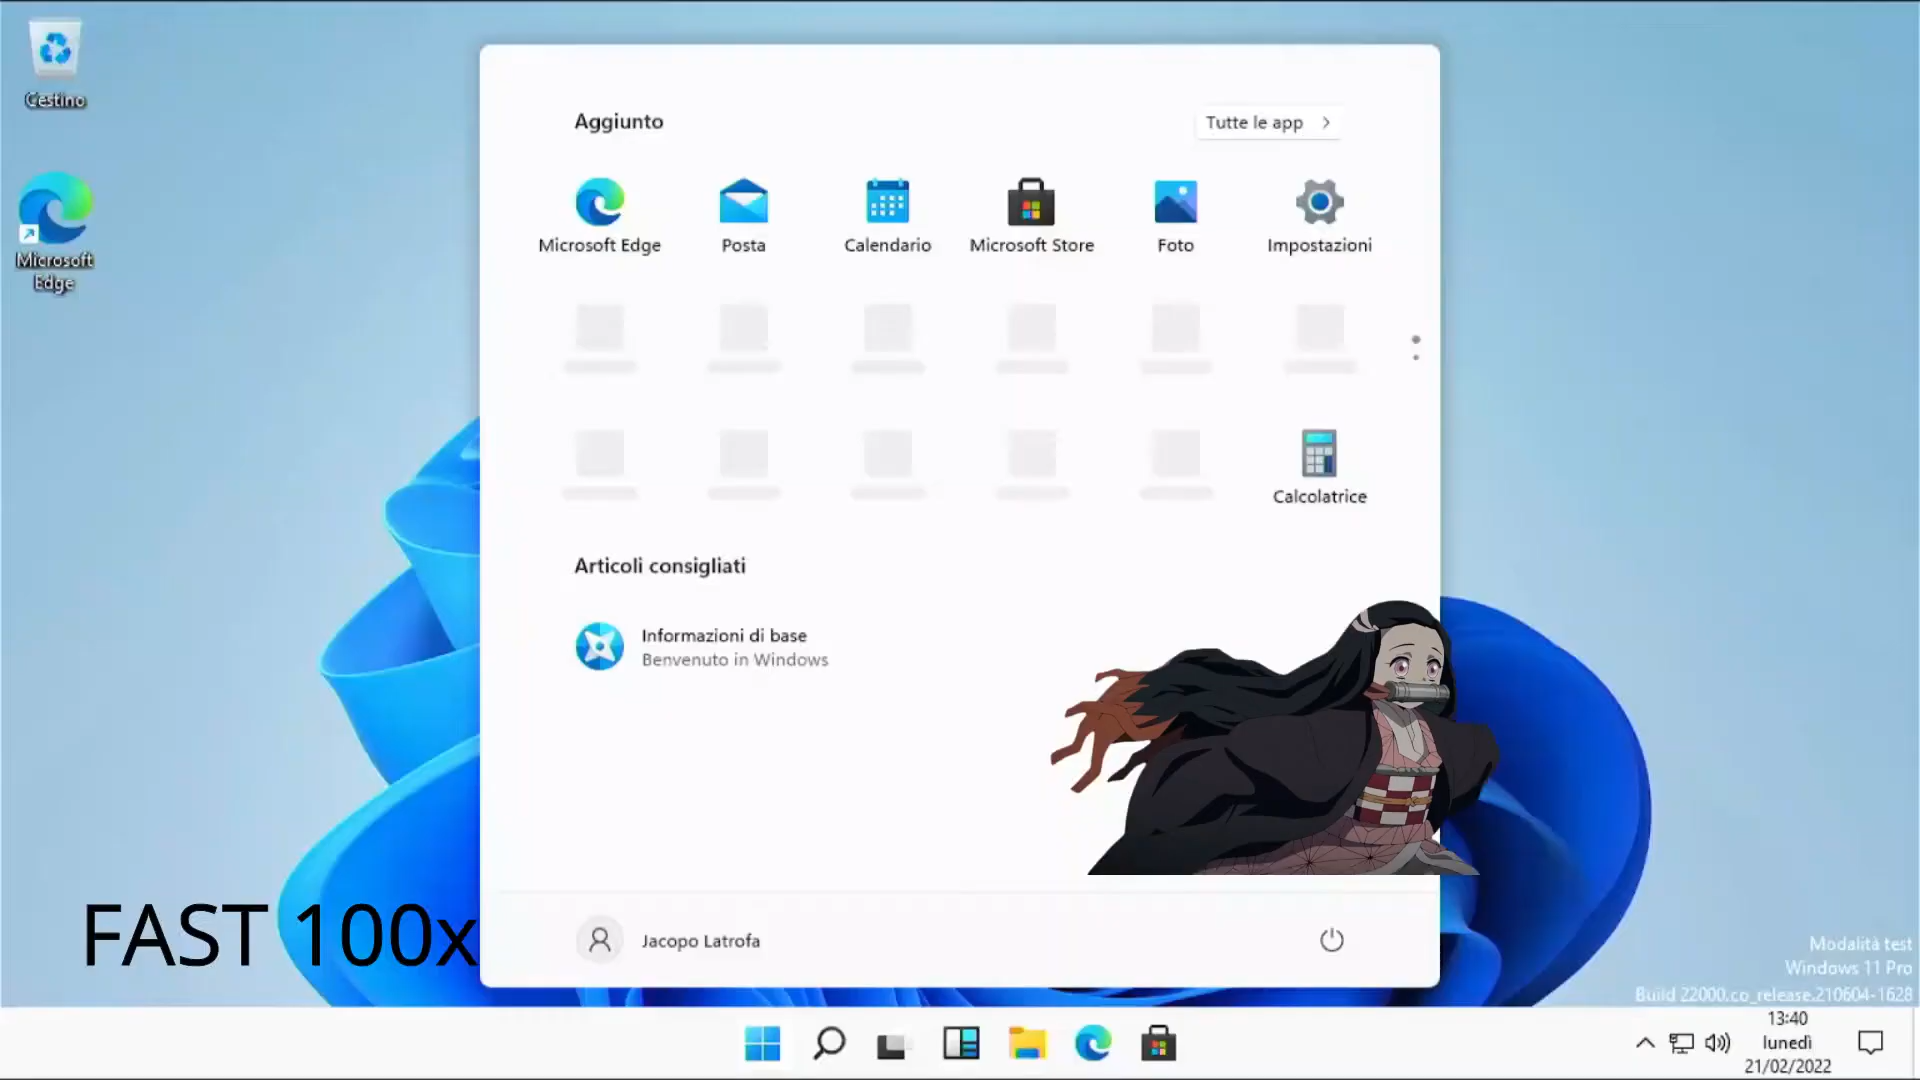 Cestino
Microsoft
Edge
Aggiunto
Tutte le app
Microsoft Edge
Posta
Calendario
Microsoft Store
Foto
Impostazioni
Calcolatrice
Articoli consigliati
Informazioni di base
Benvenuto in Windows
FAST 100x
Jacopo Latrofa
Modalità test
Windows 11 Pro
Build 22000.co_release.210604-1628
13:40
lunedì
21/02/2022